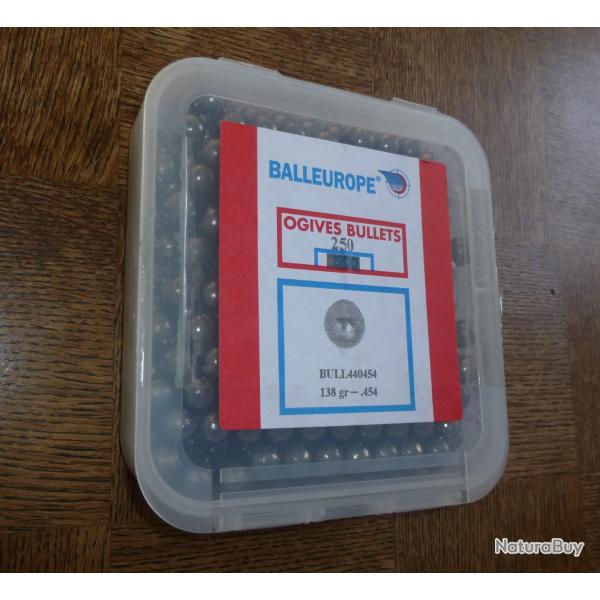 BALLEUROPE®
OGIVES BULLETS
250
BULL440454
138 gr – .454
NaturaBuy